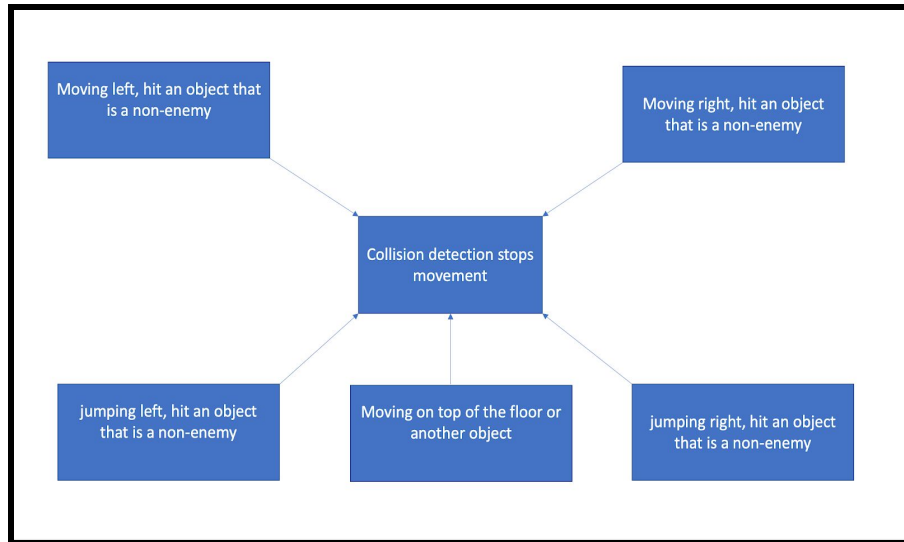 Moving left, hit an object that
is a non-enemy
Moving right, hit an object
that is a non-enemy
Collision detection stops
movement
jumping left, hit an object
that is a non-enemy
Moving on top of the floor or
another object
jumping right, hit an object
that is a non-enemy